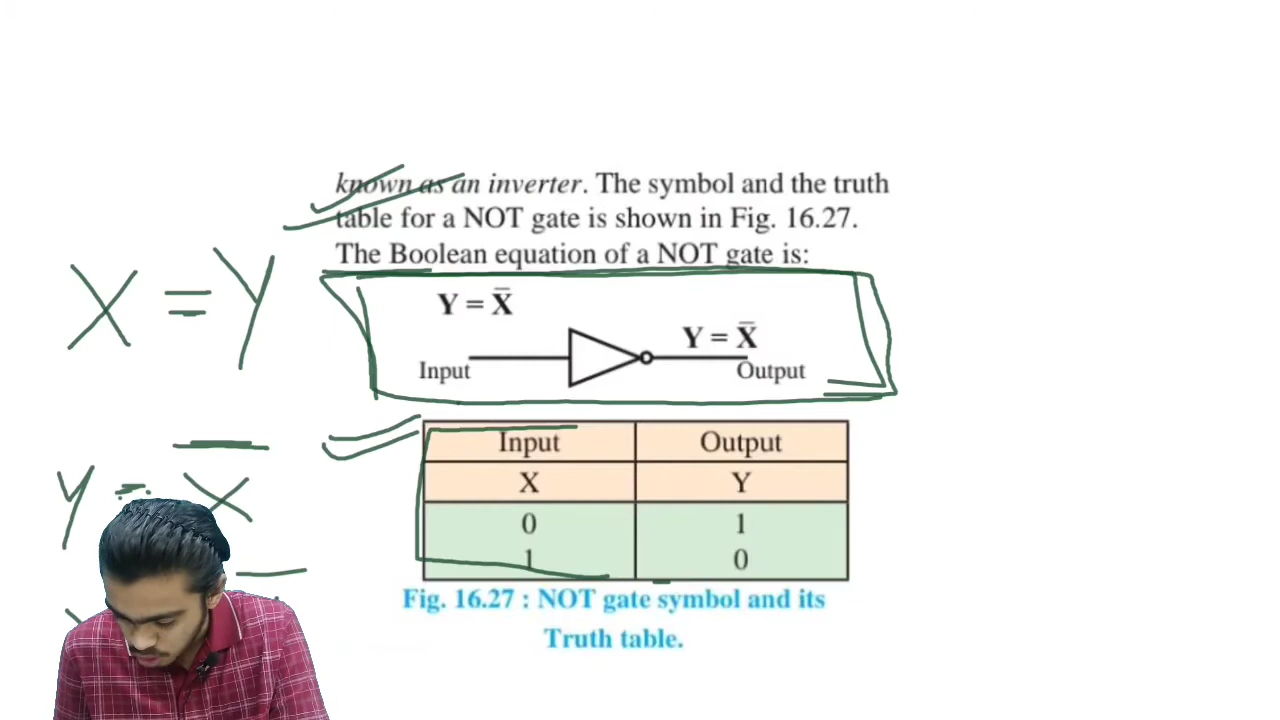 known as an inverter. The symbol and the truth
table for a NOT gate is shown in Fig. 16.27.
The Boolean equation of a NOT gate is:
X = Y
Y = X̅
Y = X̅
Input
Output
Input Output
X Y
0 1
1 0
Y = X̅
Fig. 16.27 : NOT gate symbol and its
Truth table.